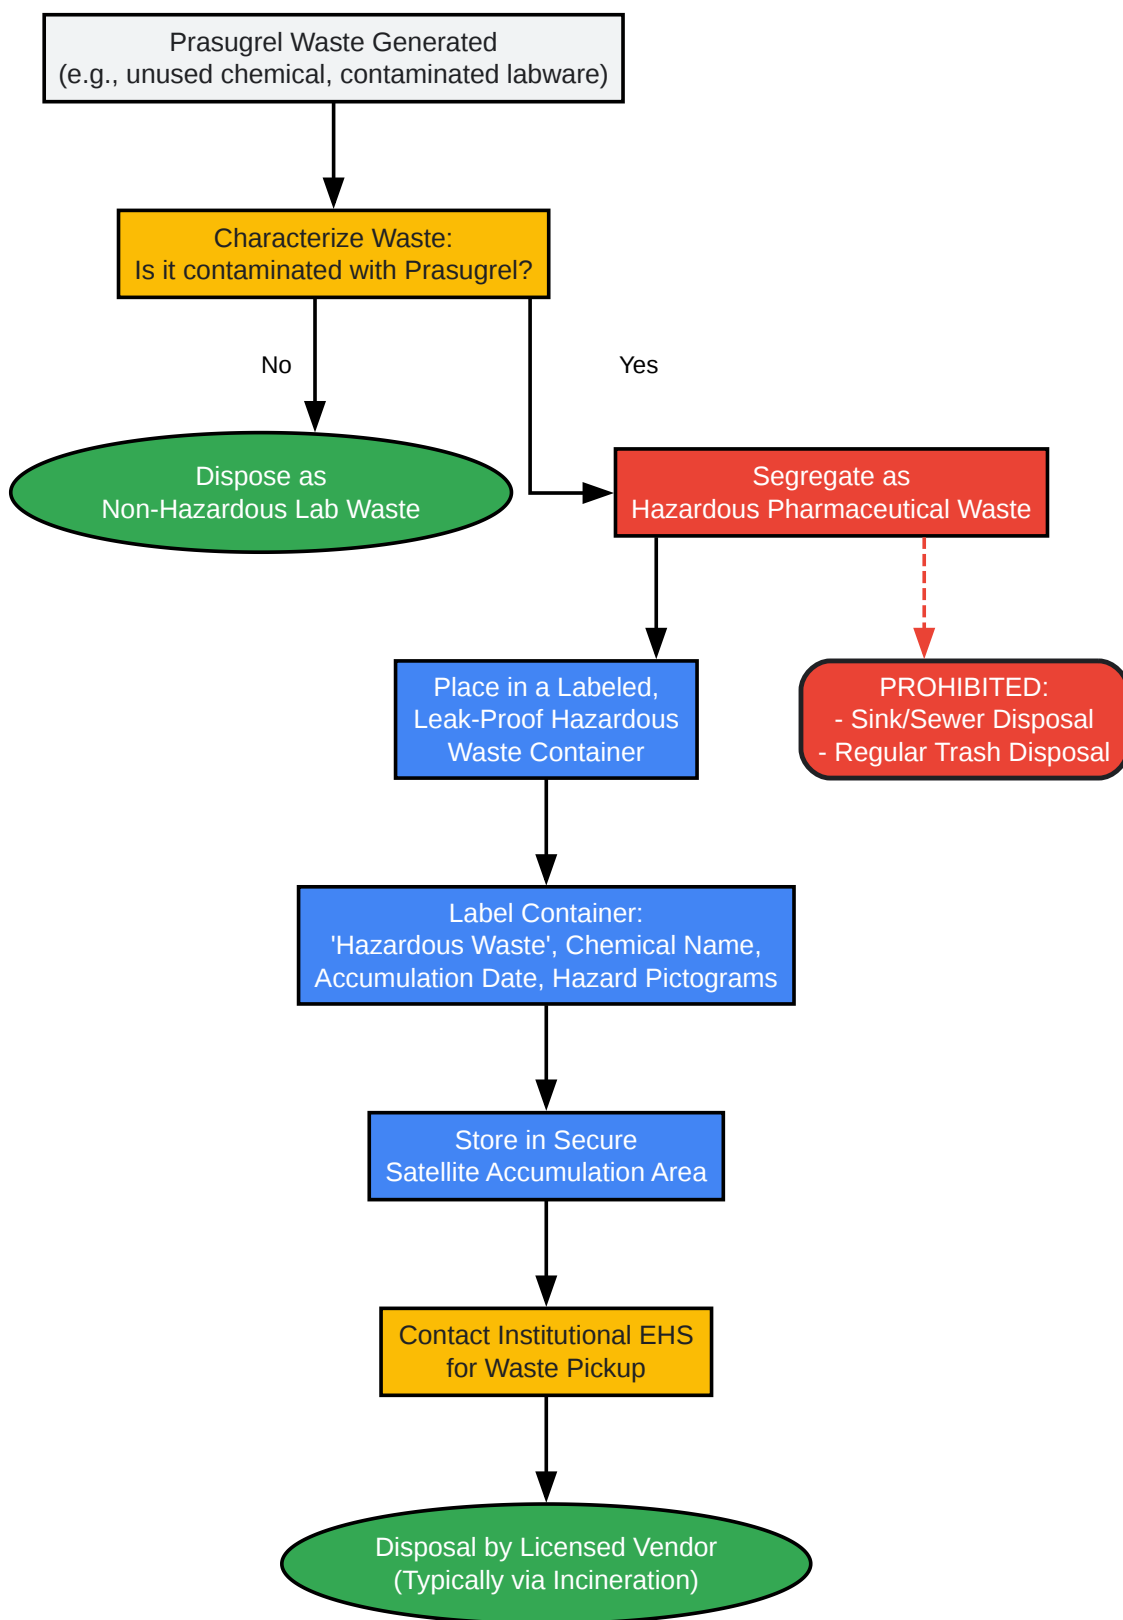 Prasugrel Waste Generated
(e.g., unused chemical, contaminated labware)
Characterize Waste:
Is it contaminated with Prasugrel?
No
Yes
Dispose as
Non-Hazardous Lab Waste
Segregate as
Hazardous Pharmaceutical Waste
Place in a Labeled,
Leak-Proof Hazardous
Waste Container
PROHIBITED:
- Sink/Sewer Disposal
- Regular Trash Disposal
Label Container:
'Hazardous Waste', Chemical Name,
Accumulation Date, Hazard Pictograms
Store in Secure
Satellite Accumulation Area
Contact Institutional EHS
for Waste Pickup
Disposal by Licensed Vendor
(Typically via Incineration)